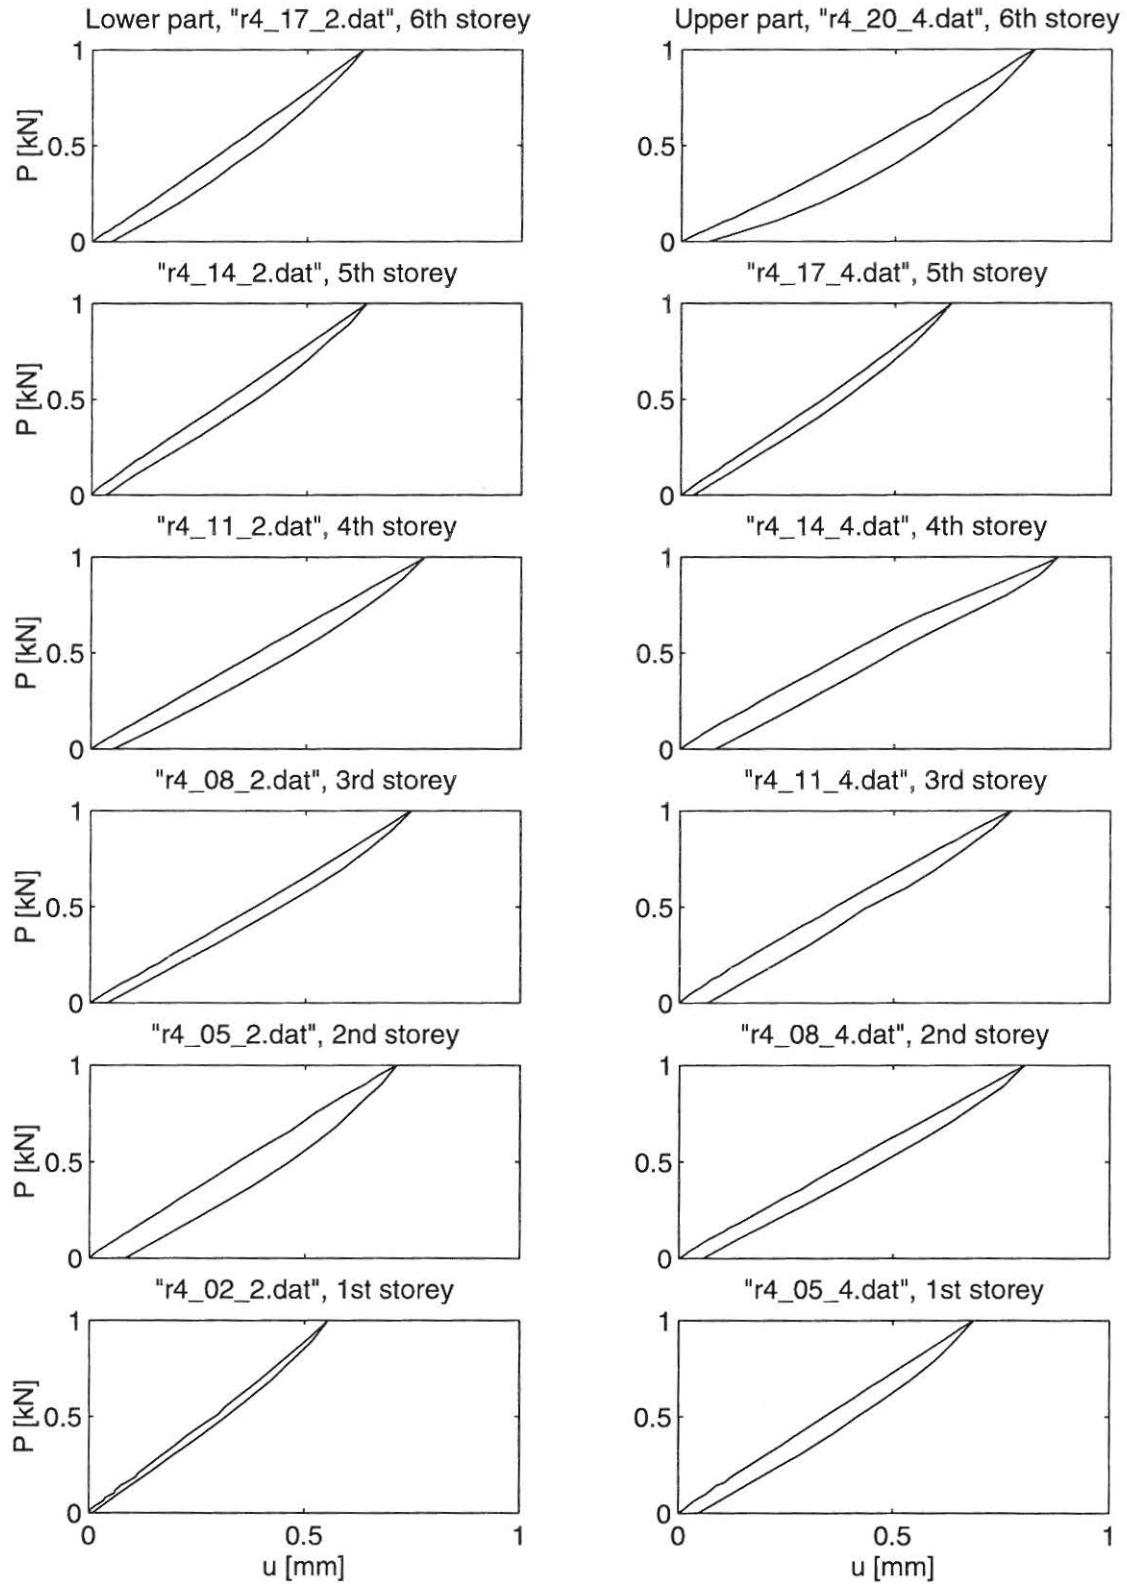 Lower part, "r4_17_2.dat", 6th storey
Upper part, "r4_20_4.dat", 6th storey
1
P [kN]
0.5
0
1
0.5
0
"r4_14_2.dat", 5th storey
"r4_17_4.dat", 5th storey
1
P [kN]
0.5
0
1
0.5
0
"r4_11_2.dat", 4th storey
"r4_14_4.dat", 4th storey
1
P [kN]
0.5
0
1
0.5
0
"r4_08_2.dat", 3rd storey
"r4_11_4.dat", 3rd storey
1
P [kN]
0.5
0
1
0.5
0
"r4_05_2.dat", 2nd storey
"r4_08_4.dat", 2nd storey
1
P [kN]
0.5
0
1
0.5
0
"r4_02_2.dat", 1st storey
"r4_05_4.dat", 1st storey
1
P [kN]
0.5
0
1
0.5
0
0 0.5 1
u [mm]
0 0.5 1
u [mm]